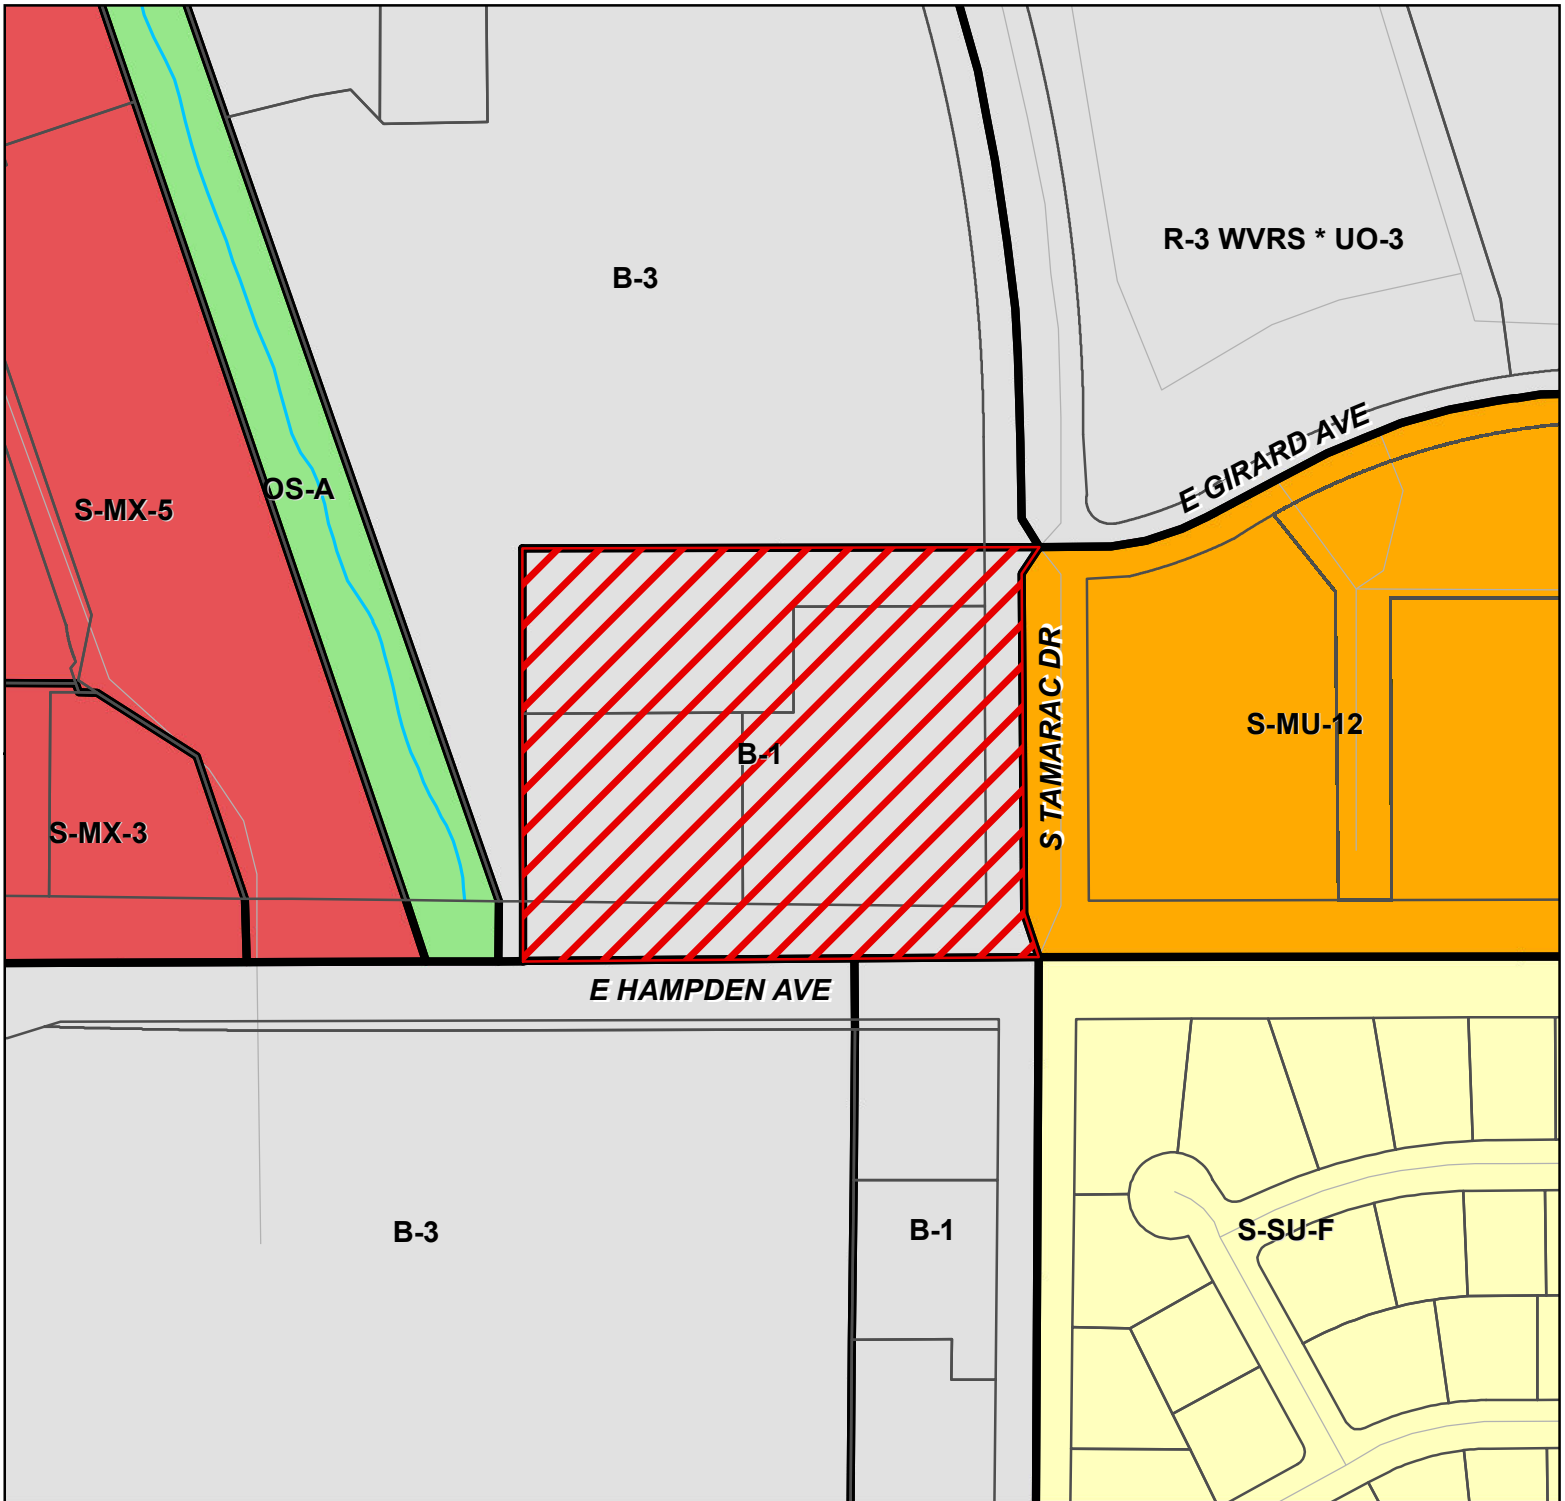 R-3 WVRS * UO-3
B-3
E GIRARD AVE
OS-A
S-MX-5
S TAMARAC DR
S-MU-12
B-1
S-MX-3
E HAMPDEN AVE
B-3
B-1
S-SU-F